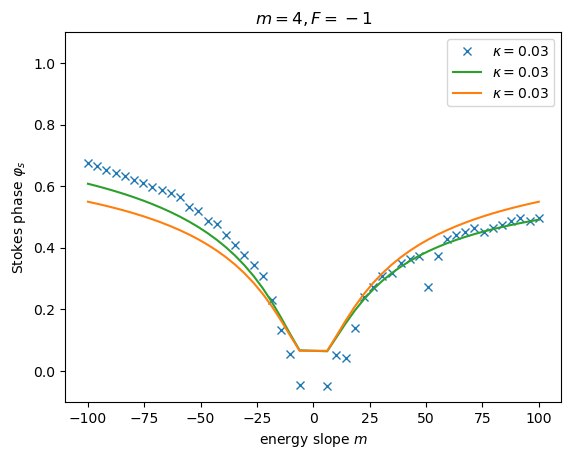 m = 4, F = −1
κ = 0.03
κ = 0.03
κ = 0.03
Stokes phase φₛ
1.0
0.8
0.6
0.4
0.2
0.0
−100
−75
−50
−25
0
25
50
75
100
energy slope m